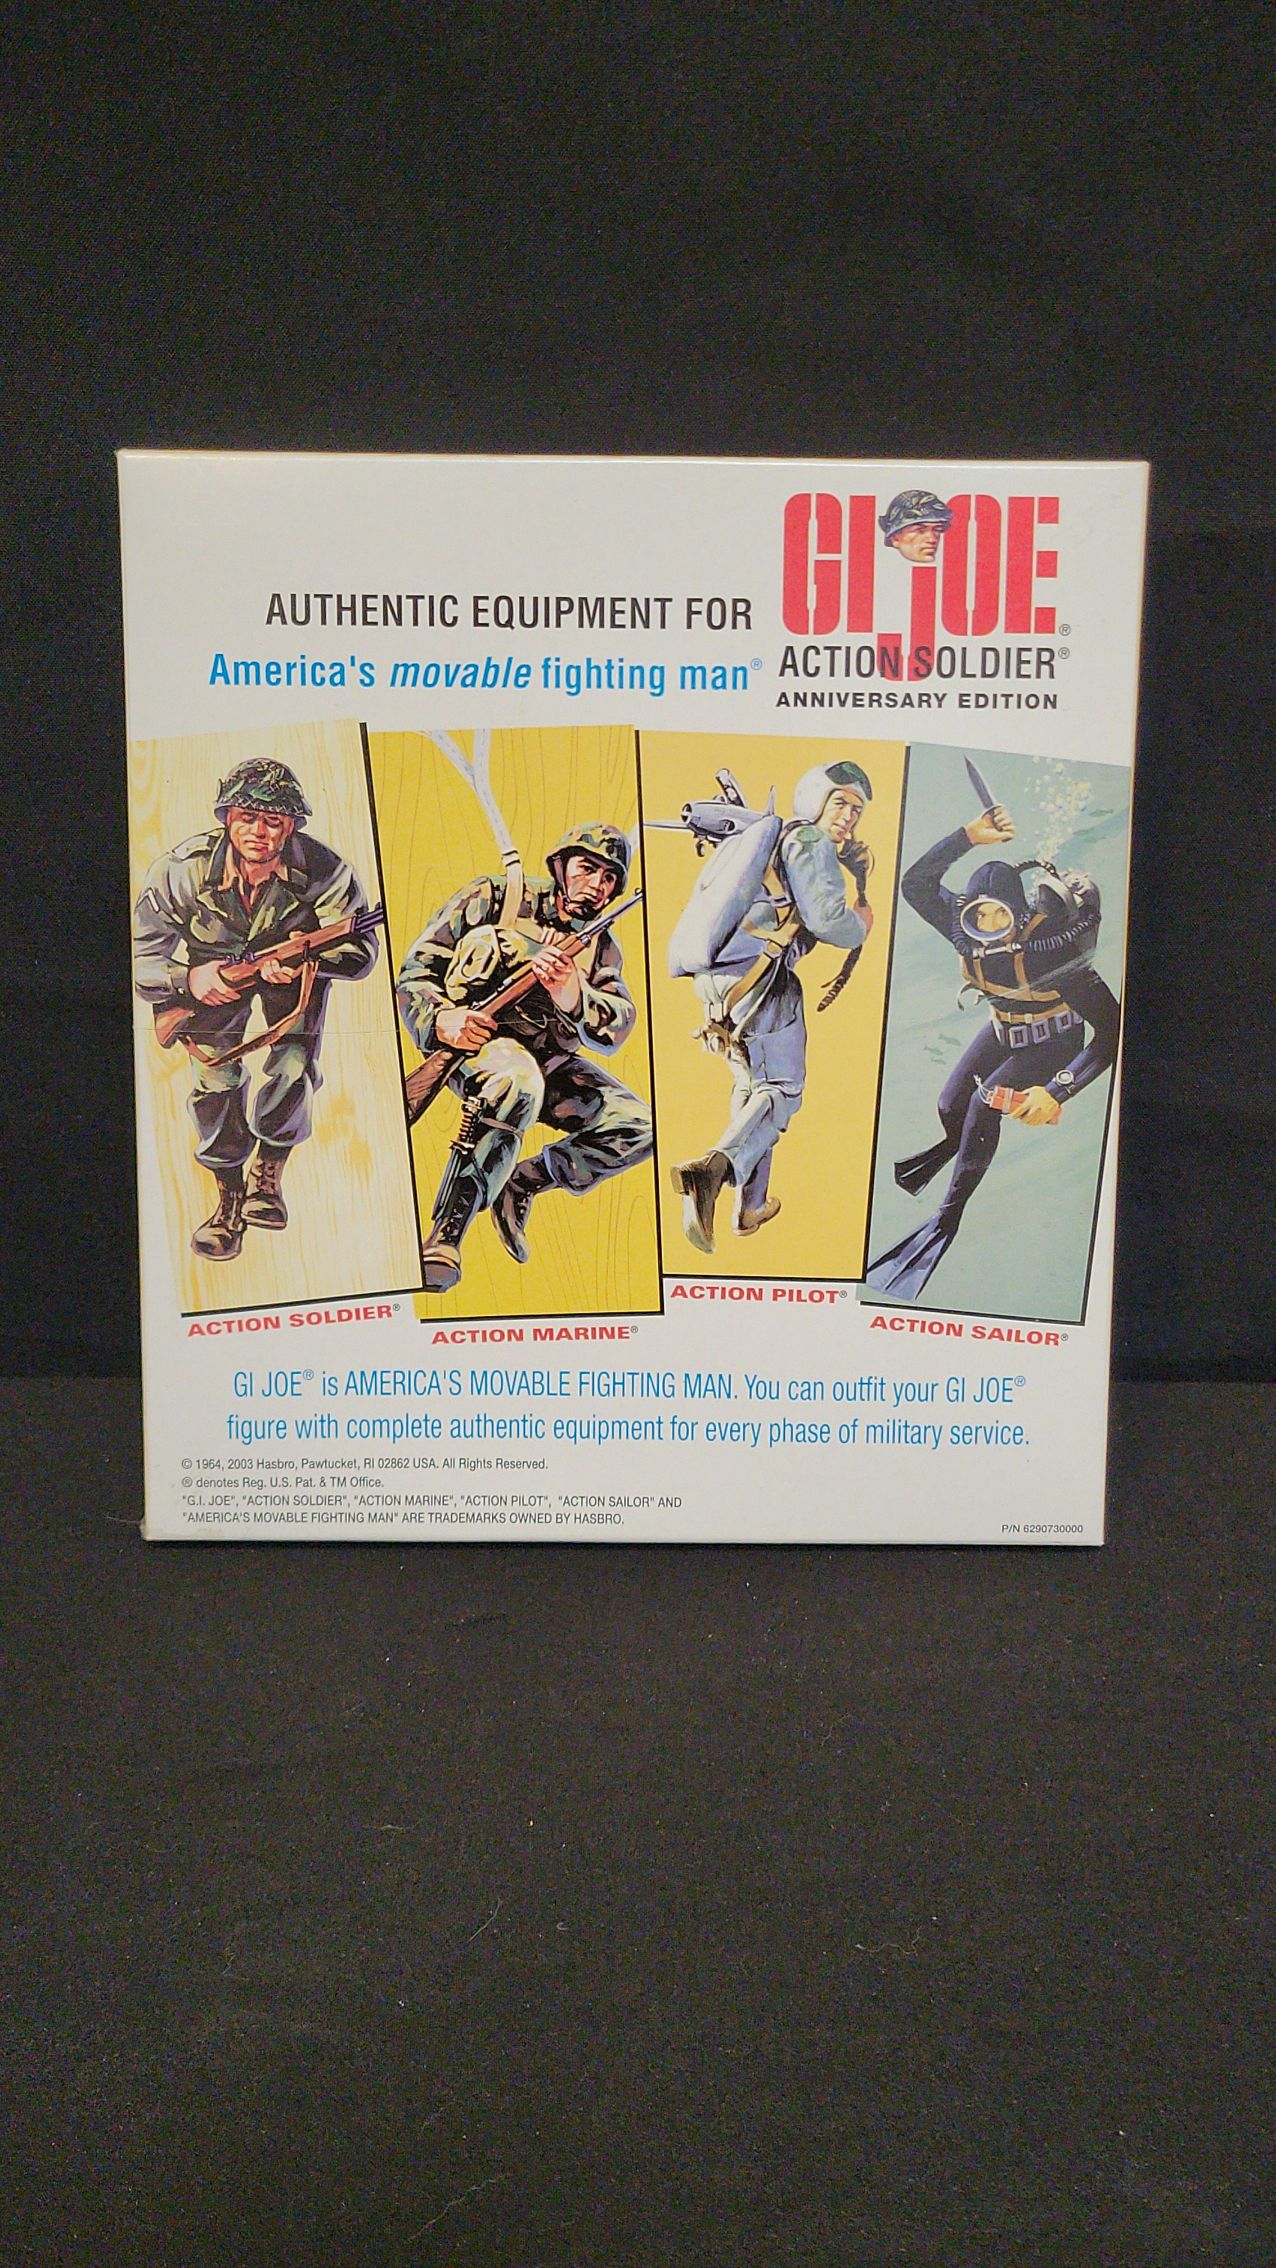 GI JOE®
AUTHENTIC EQUIPMENT FOR
ACTION SOLDIER®
America's movable fighting man®
ANNIVERSARY EDITION
ACTION SOLDIER®
ACTION MARINE®
ACTION PILOT®
ACTION SAILOR®
GI JOE® is AMERICA'S MOVABLE FIGHTING MAN. You can outfit your GI JOE®
figure with complete authentic equipment for every phase of military service.
© 1964, 2003 Hasbro, Pawtucket, RI 02862 USA. All Rights Reserved.
® denotes Reg. U.S. Pat. & TM Office.
"G.I. JOE", "ACTION SOLDIER", "ACTION MARINE", "ACTION PILOT", "ACTION SAILOR" AND
"AMERICA'S MOVABLE FIGHTING MAN" ARE TRADEMARKS OWNED BY HASBRO.
P/N 6290730000